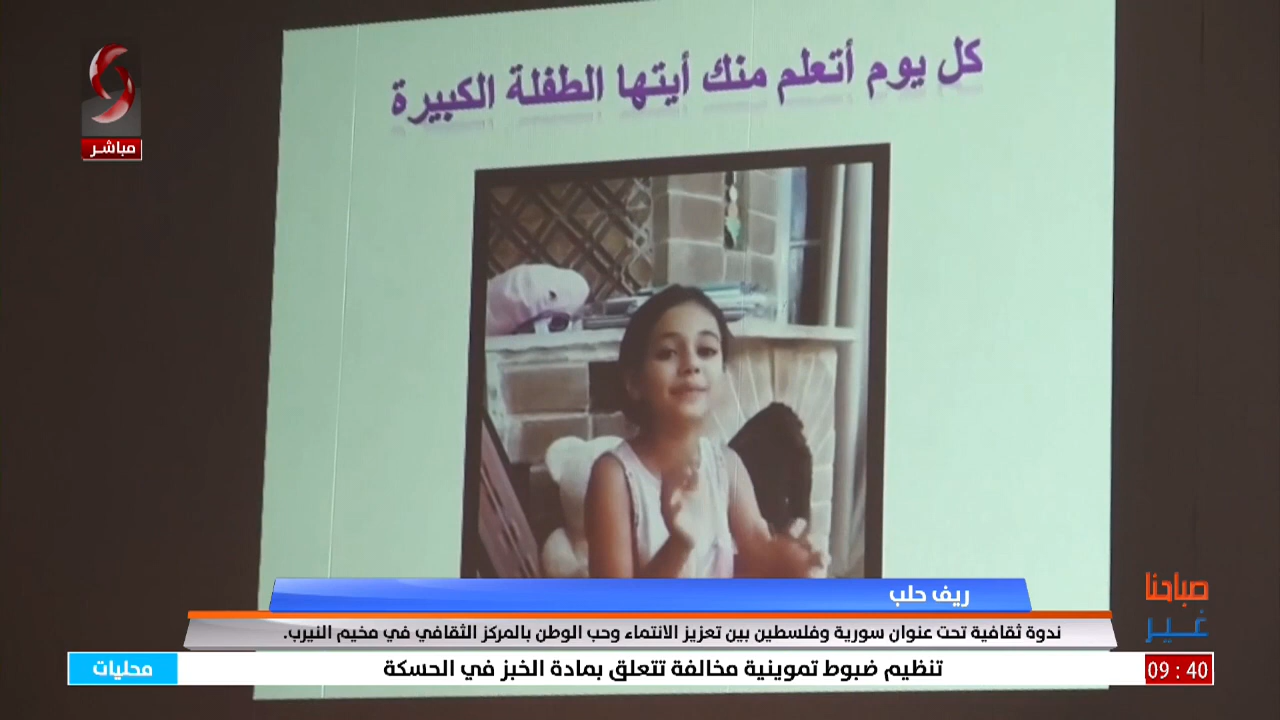 كل يوم أتعلم منك أيتها الطفلة الكبيرة
مباشر
صباحنا
غير
ريف حلب
ندوة ثقافية تحت عنوان سورية وفلسطين بين تعزيز الانتماء وحب الوطن بالمركز الثقافي في مخيم النيرب.
محليات
تنظيم ضبوط تموينية مخالفة تتعلق بمادة الخبز في الحسكة
09 : 40